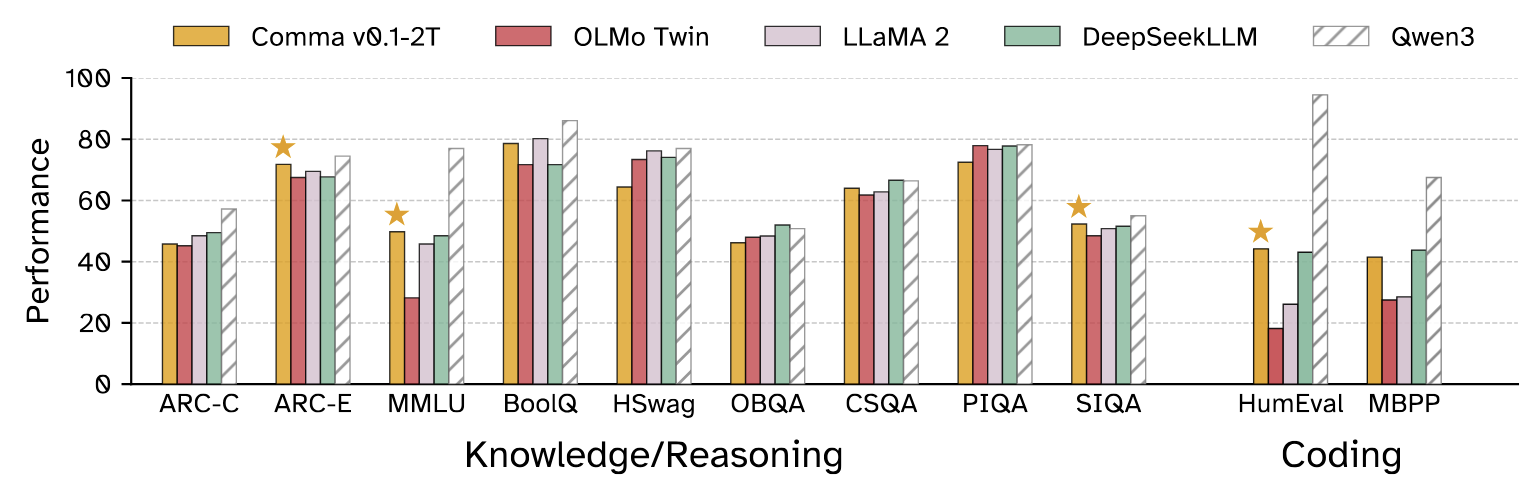 Comma v0.1-2T OLMo Twin LLaMA 2 DeepSeekLLM Qwen3
Performance
100
80
60
40
20
0
ARC-C ARC-E MMLU BoolQ HSwag OBQA CSQA PIQA SIQA HumEval MBPP
Knowledge/Reasoning Coding